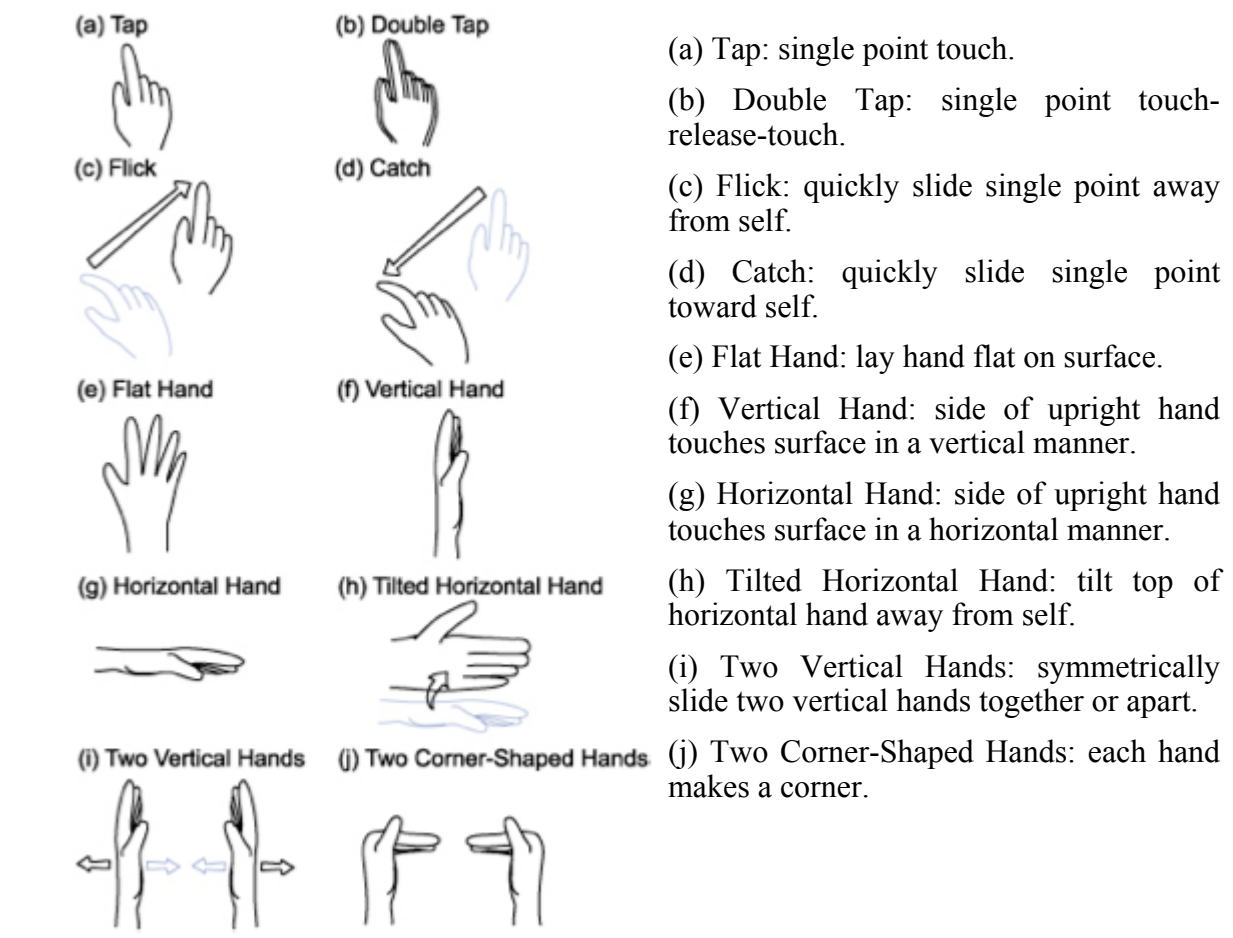 (a) Tap
(b) Double Tap
(c) Flick
(d) Catch
(e) Flat Hand
(f) Vertical Hand
(g) Horizontal Hand
(h) Tilted Horizontal Hand
(i) Two Vertical Hands
(j) Two Corner-Shaped Hands
(a) Tap: single point touch.
(b) Double Tap: single point touch-
release-touch.
(c) Flick: quickly slide single point away
from self.
(d) Catch: quickly slide single point
toward self.
(e) Flat Hand: lay hand flat on surface.
(f) Vertical Hand: side of upright hand
touches surface in a vertical manner.
(g) Horizontal Hand: side of upright hand
touches surface in a horizontal manner.
(h) Tilted Horizontal Hand: tilt top of
horizontal hand away from self.
(i) Two Vertical Hands: symmetrically
slide two vertical hands together or apart.
(j) Two Corner-Shaped Hands: each hand
makes a corner.